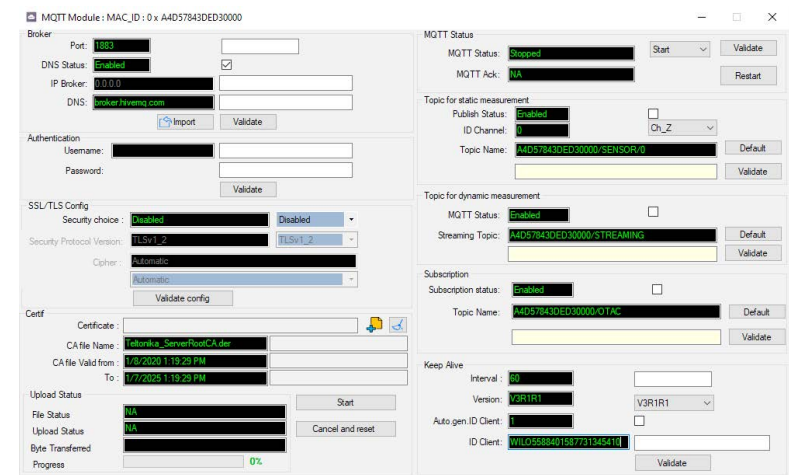 MQTT Module : MAC_ID : 0 x A4D57843DED30000
Broker
Port: 1883
DNS Status: Enabled
IP Broker: 0.0.0.0
DNS: broker.hivemq.com
Import Validate
Authentication
Username:
Password:
Validate
SSL/TLS Config
Security choice : Disabled Disabled
Security Protocol Version: TLSv1_2 TLSv1_2
Cipher : Automatic
Automatic
Validate config
Certif
Certificate :
CA file Name : Teltonika_ServerRootCA.der
CA file Valid from : 1/8/2020 1:19:29 PM
To : 1/7/2025 1:19:29 PM
Upload Status
File Status NA
Upload Status NA
Byte Transferred
Progress 0%
Start
Cancel and reset
MQTT Status
MQTT Status: Stopped Start Validate
MQTT Ack: NA Restart
Topic for static measurement
Publish Status: Enabled
ID Channel: 0 Ch_Z
Topic Name: A4D57843DED30000/SENSOR/0 Default
Validate
Topic for dynamic measurement
MQTT Status: Enabled
Streaming Topic: A4D57843DED30000/STREAMING Default
Validate
Subscription
Subscription status: Enabled
Topic Name: A4D57843DED30000/OTAC Default
Validate
Keep Alive
Interval : 60
Version: V3R1R1 V3R1R1
Auto.gen.ID Client: 1
ID Client: WILO5588401587731345410
Validate